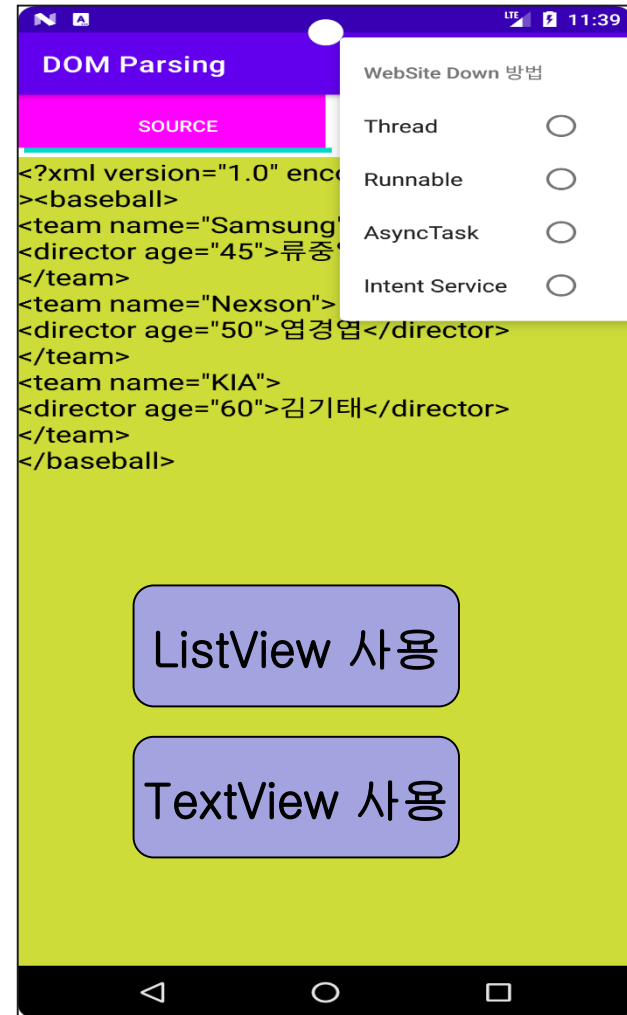 11:39
DOM Parsing
WebSite Down 방법
Thread
Runnable
AsyncTask
Intent Service
SOURCE
<?xml version="1.0"
><baseball>
<team name="Samsung"
<director age="45">류중
</team>
<team name="Nexson">
<director age="50">엽경엽</director>
</team>
<team name="KIA">
<director age="60">김기태</director>
</team>
</baseball>
ListView 사용
TextView 사용